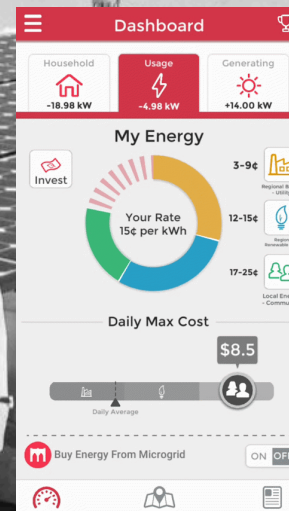 Dashboard
Household
Usage
Generating
-18.98 kW
-4.98 kW
+14.00 kW
My Energy
Invest
Your Rate
15¢ per kWh
3-9¢
- Utility
12-15¢
17-25¢
Daily Max Cost
$8.5
Daily Average
Buy Energy From Microgrid
ON